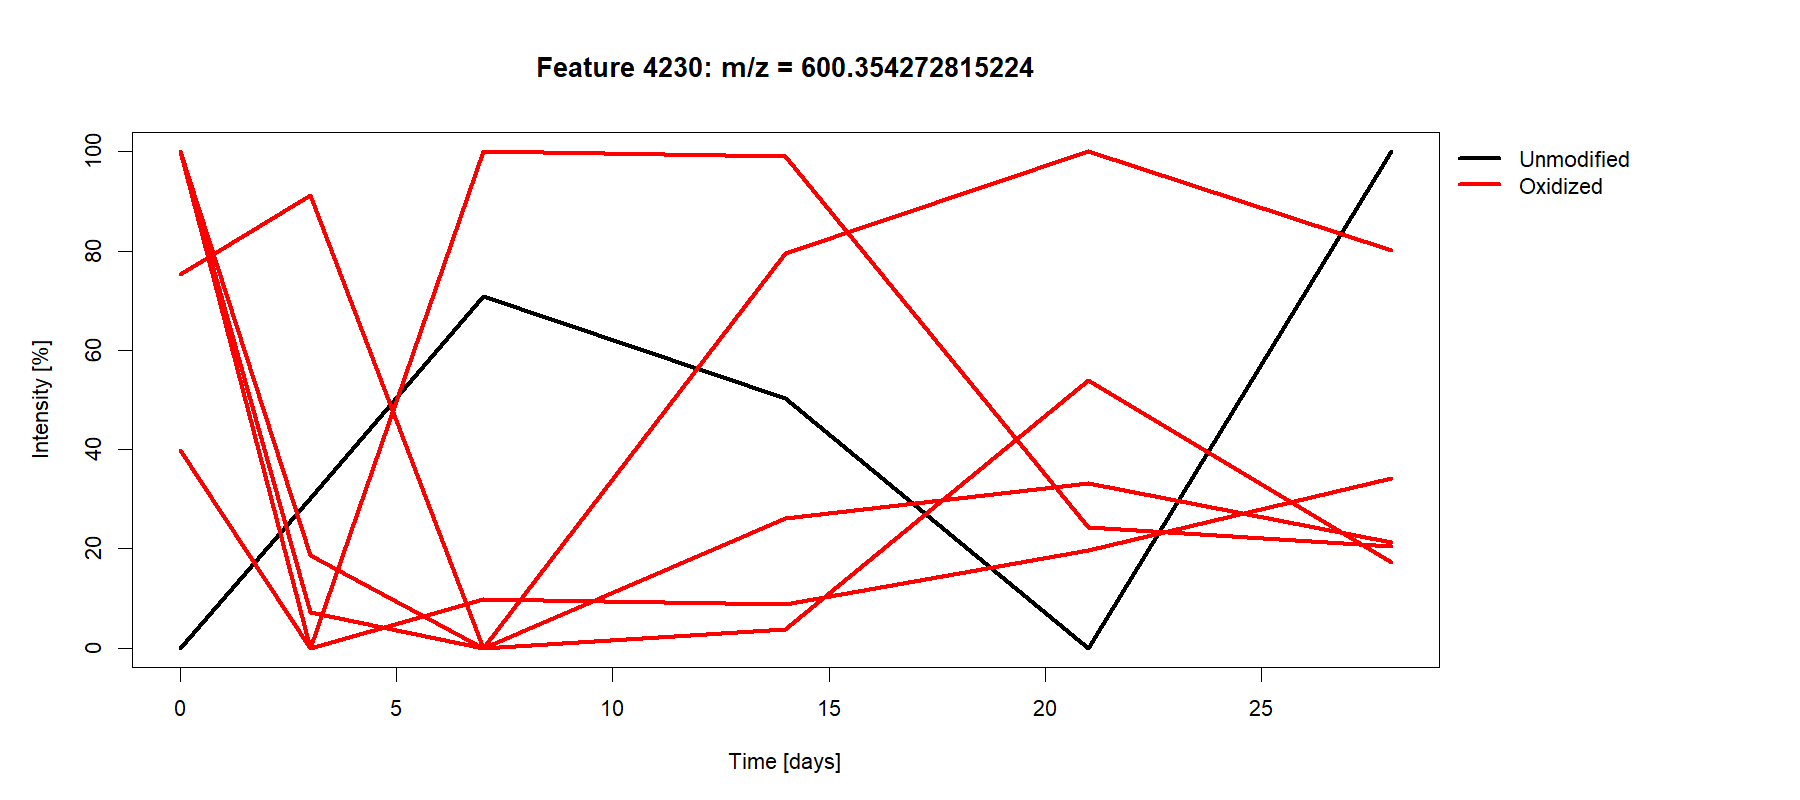 Feature 4230: m/z = 600.354272815224
Unmodified
Oxidized
Intensity [%]
100
80
60
40
20
0
0 5 10 15 20 25
Time [days]